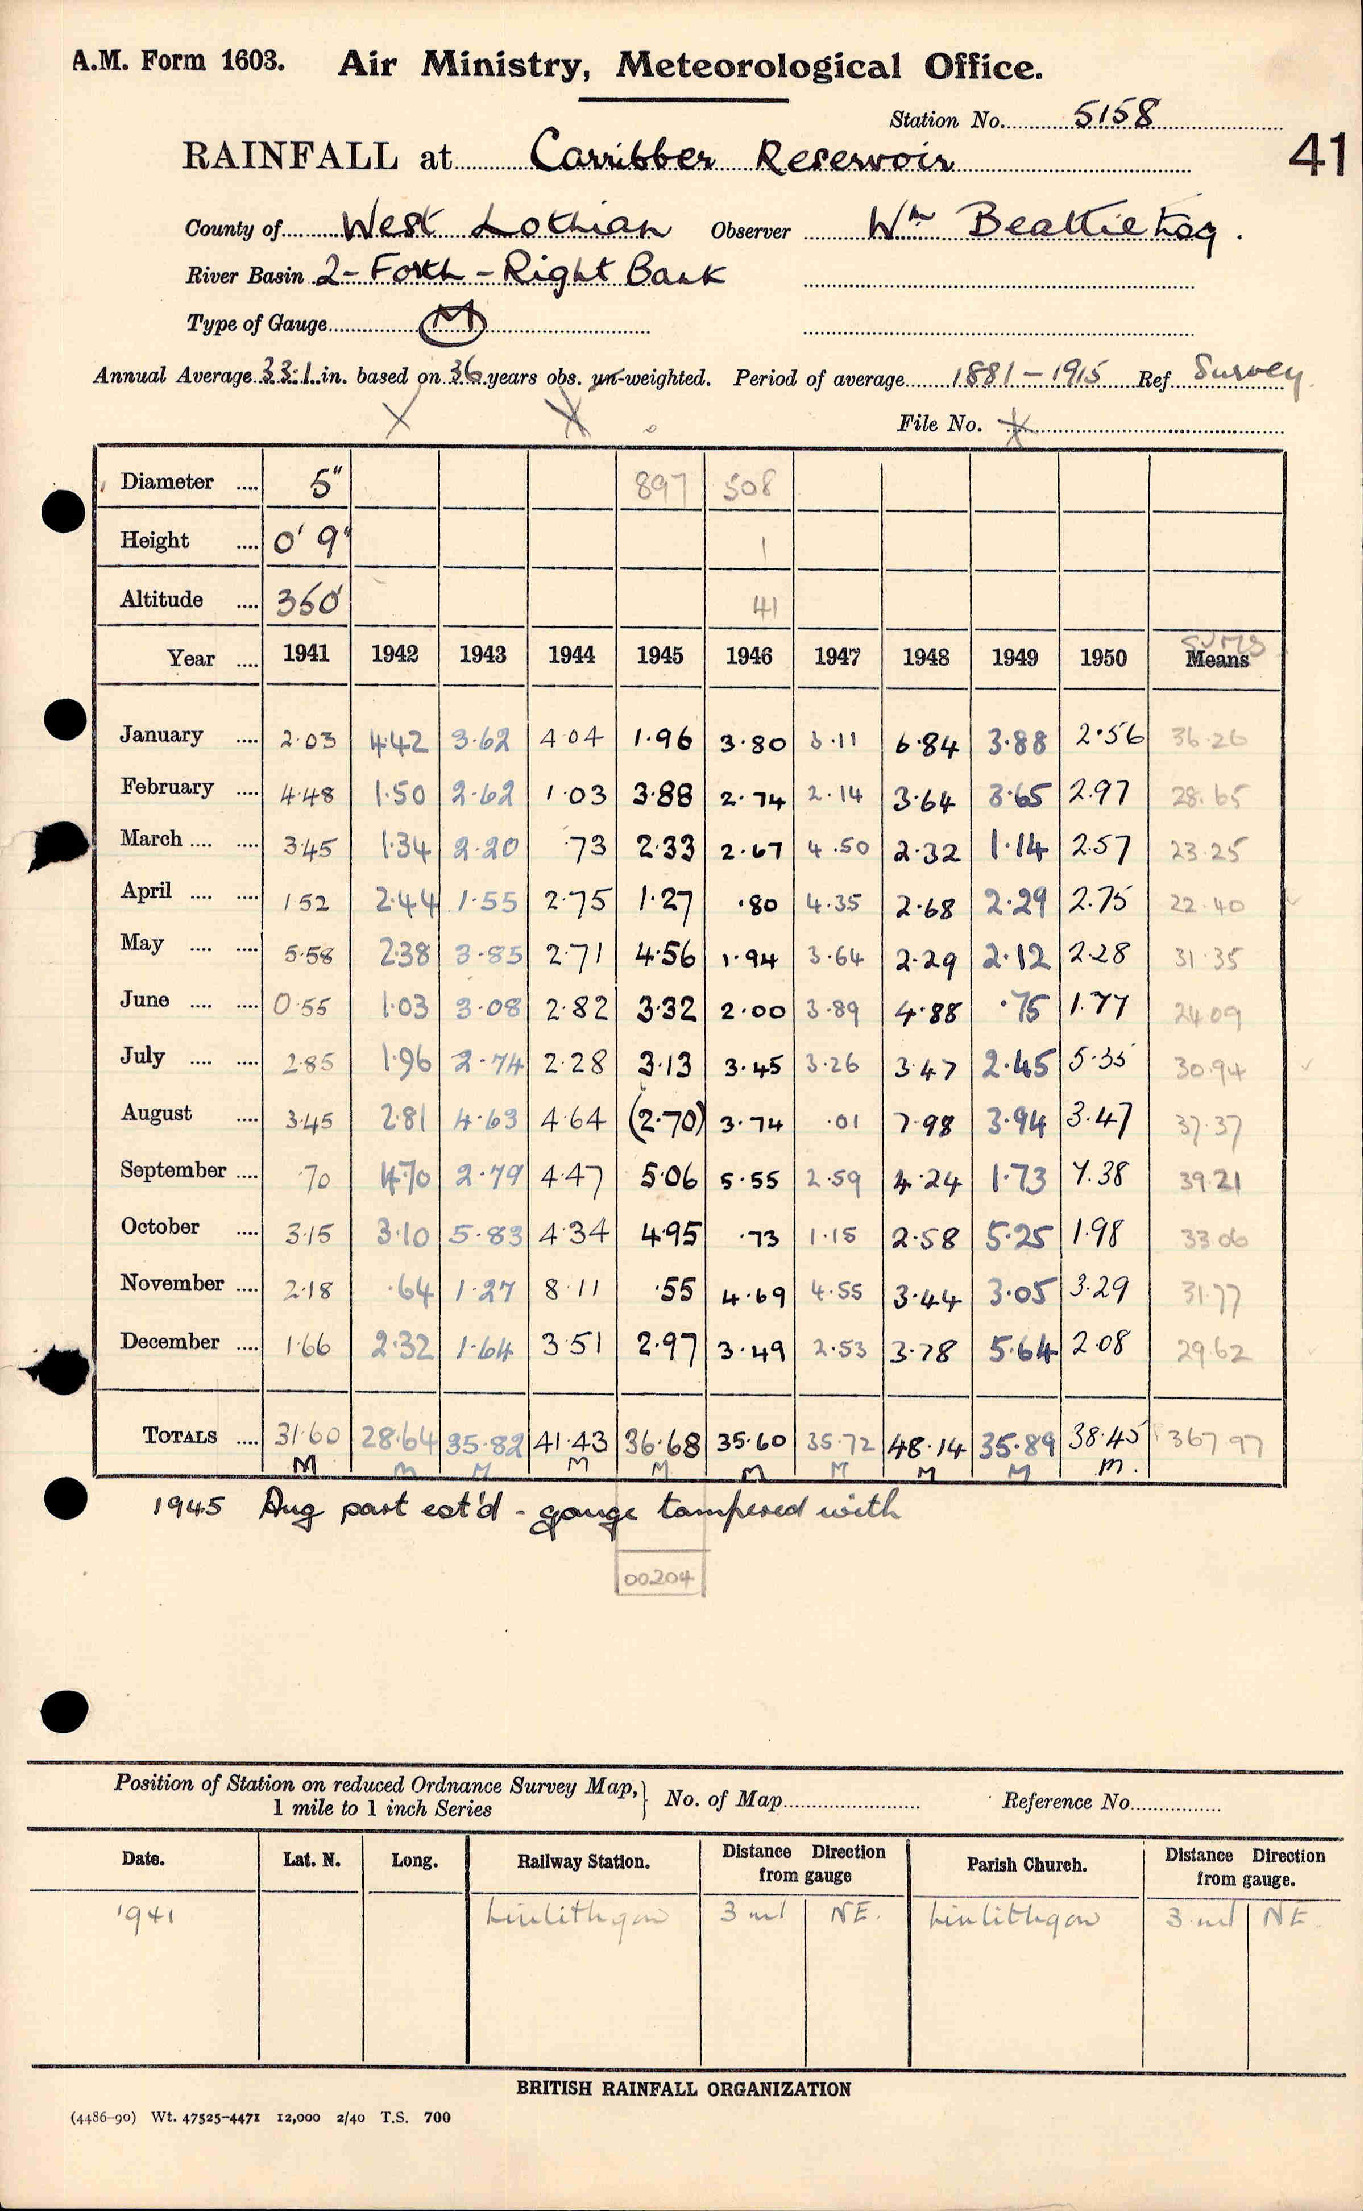 A.M. Form 1603. Air Ministry, Meteorological Office.
Station No. 5158
RAINFALL at Carribber Reservoir 41
County of West Lothian Observer Wm Beattie Esq.
River Basin 2-Forth-Right Bank
Type of Gauge M
Annual Average 33.1 in. based on 36 years obs. un-weighted. Period of average 1881-1915 Ref Survey
File No.
Diameter .... 5" 897 508
Height .... 0' 9" 1
Altitude .... 350' 41
Year .... 1941 1942 1943 1944 1945 1946 1947 1948 1949 1950 Means SUMS
January .... 2.03 4.42 3.62 4.04 1.96 3.80 3.11 6.84 3.88 2.56 36.26
February .... 4.48 1.50 2.62 1.03 3.88 2.74 2.14 3.64 3.65 2.97 28.65
March .... .... 3.45 1.34 2.20 .73 2.33 2.67 4.50 2.32 1.14 2.57 23.25
April .... .... 1 52 2.44 1.55 2.75 1.27 .80 4.35 2.68 2.29 2.75 22.40
May .... .... 5.58 2.38 3.85 2.71 4.56 1.94 3.64 2.29 2.12 2.28 31.35
June .... .... 0.55 1.03 3.08 2.82 3.32 2.00 3.89 4.88 .75 1.77 24.09
July .... .... 2.85 1.96 2.74 2.28 3.13 3.45 3.26 3.47 2.45 5.35 30.94
August .... 3.45 2.81 4.63 4.64 (2.70) 3.74 .01 7.98 3.94 3.47 37.37
September .... .70 4.70 2.79 4.47 5.06 5.55 2.59 4.24 1.73 7.38 39.21
October .... 3.15 3.10 5.83 4.34 4.95 .73 1.15 2.58 5.25 1.98 33.06
November .... 2.18 .64 1.27 8.11 .55 4.69 4.55 3.44 3.05 3.29 31.77
December .... 1.66 2.32 1.64 3.51 2.97 3.49 2.53 3.78 5.64 2.08 29.62
TOTALS .... 31.60 28.64 35.82 41.43 36.68 35.60 35.72 48.14 35.89 38.45 367 97
M M M M M M M M M m.
1945 Aug part est'd - gauge tampered with
00204
Position of Station on reduced Ordnance Survey Map, No. of Map Reference No.
1 mile to 1 inch Series
Date. Lat. N. Long. Railway Station. Distance Direction from gauge Parish Church. Distance Direction from gauge.
1941 Linlithgow 3 ml NE. Linlithgow 3 ml NE.
BRITISH RAINFALL ORGANIZATION
(4486-90) Wt. 47525-4471 12,000 2/40 T.S. 700